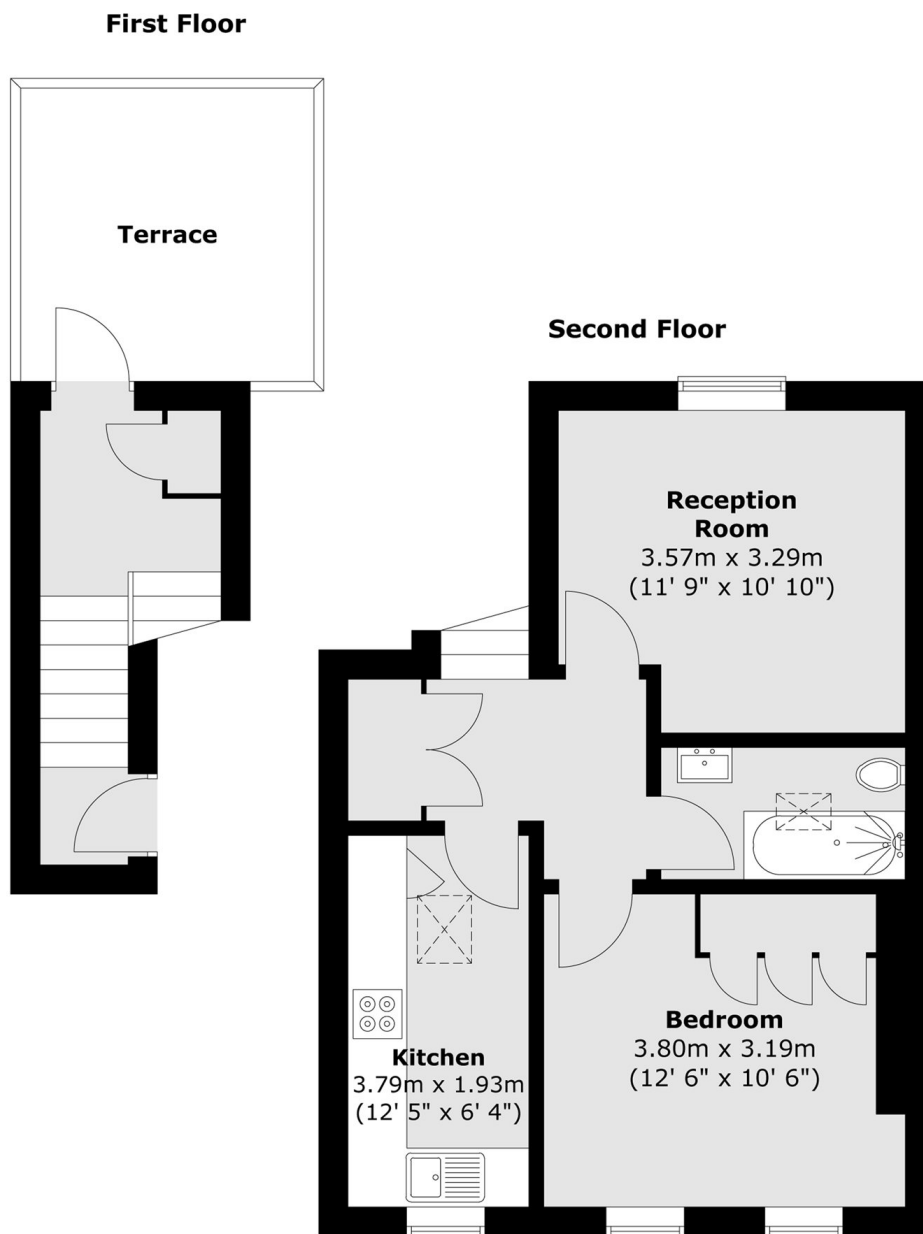 First Floor
Terrace
Second Floor
Reception
Room
3.57m x 3.29m
(11' 9" x 10' 10")
Bedroom
3.80m x 3.19m
(12' 6" x 10' 6")
Kitchen
3.79m x 1.93m
(12' 5" x 6' 4")